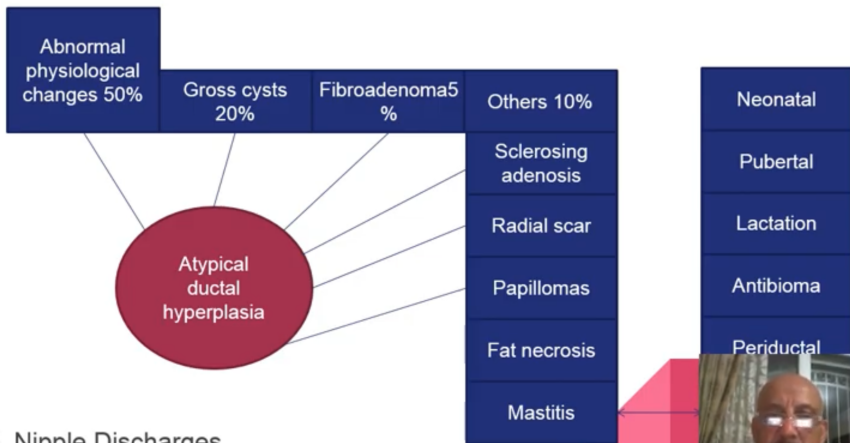 Abnormal
physiological
changes 50%
Gross cysts
20%
Fibroadenoma5
%
Others 10%
Sclerosing
adenosis
Radial scar
Papillomas
Fat necrosis
Mastitis
Atypical
ductal
hyperplasia
Neonatal
Pubertal
Lactation
Antibioma
Periductal
Nipple Discharges